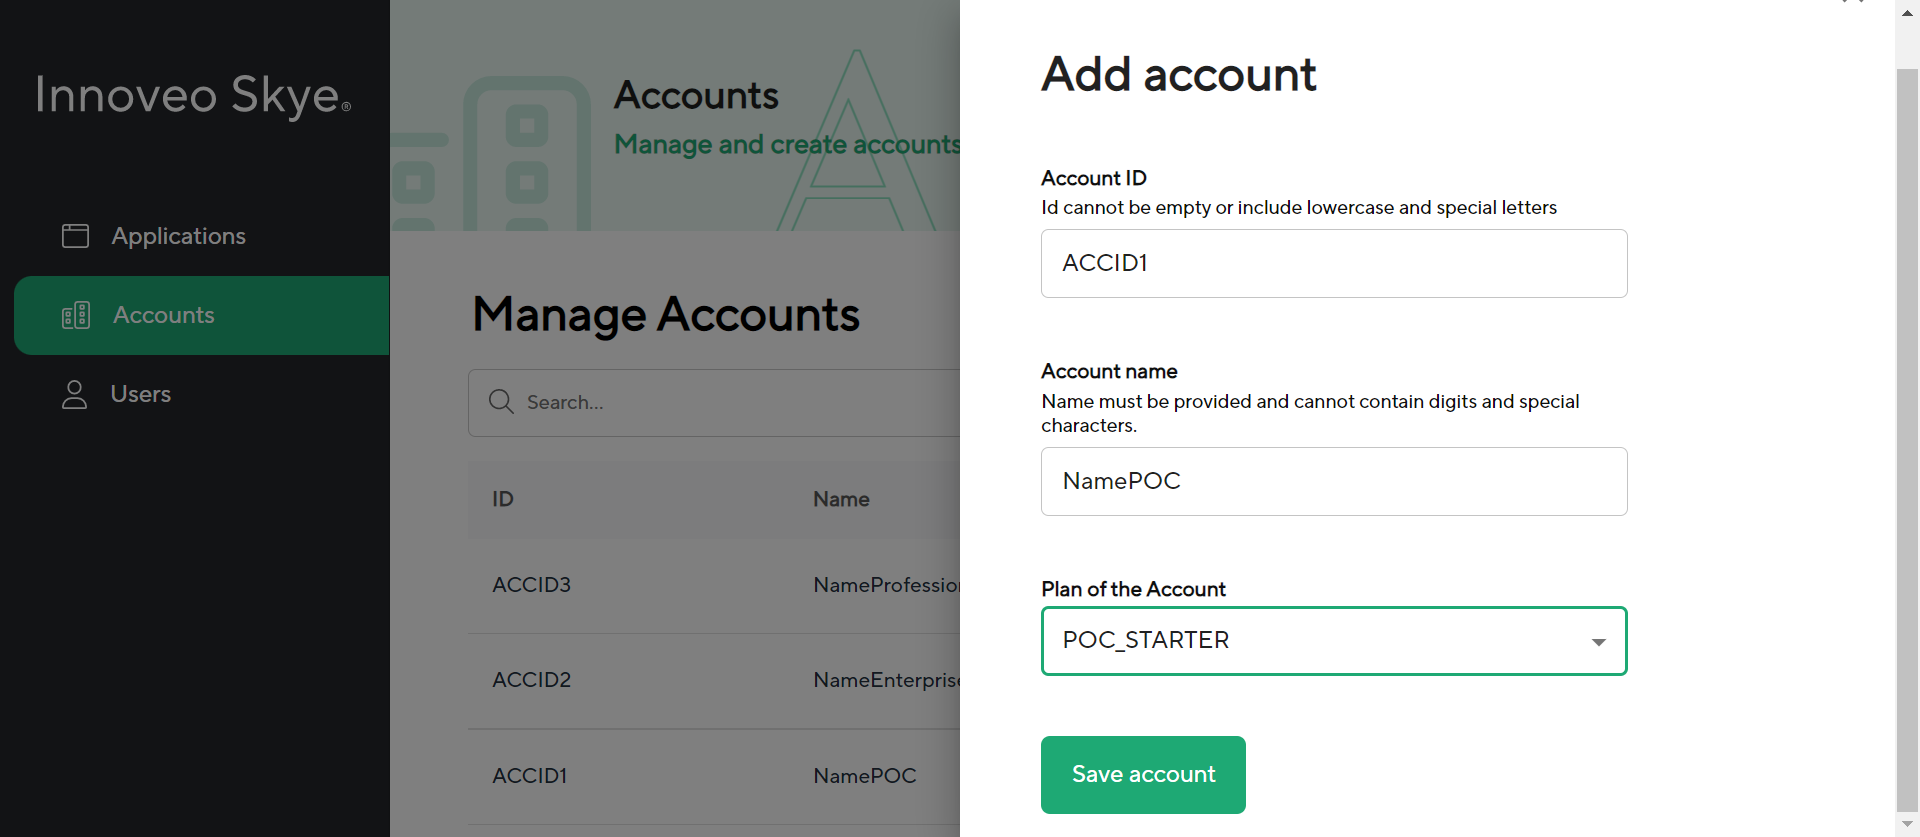 Innoveo Skye®
Applications
Accounts
Users
Accounts
Manage and create accounts
Manage Accounts
Search...
ID Name
ACCID3
ACCID2 NameEnterprise
ACCID1 NamePOC
Add account
Account ID
Id cannot be empty or include lowercase and special letters
ACCID1
Account name
Name must be provided and cannot contain digits and special
characters.
NamePOC
Plan of the Account
POC_STARTER
Save account